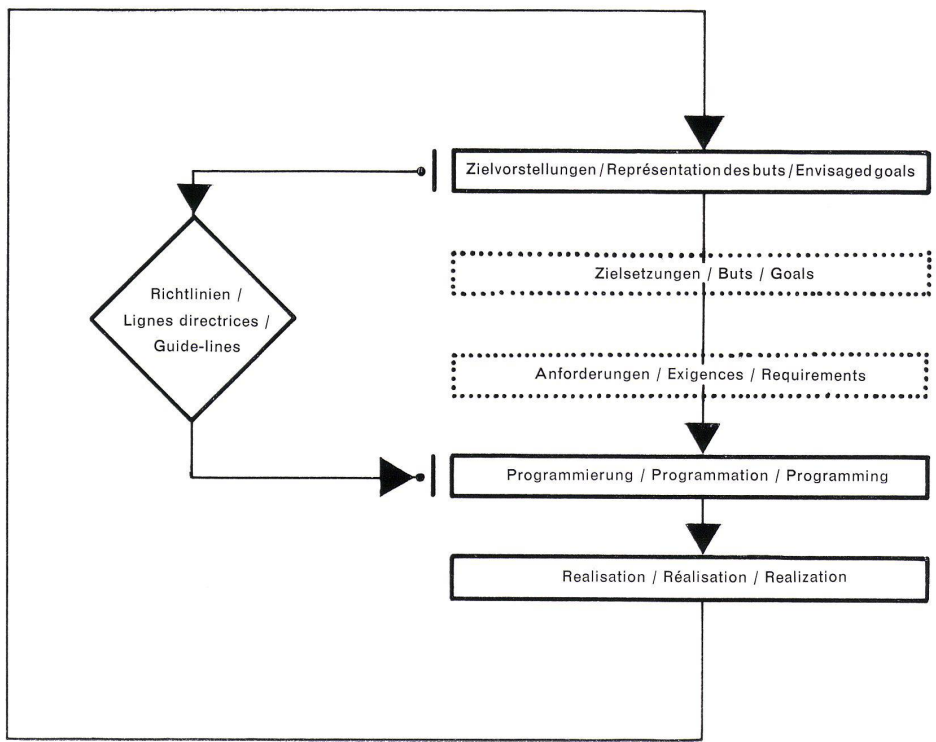 Zielvorstellungen / Représentation des buts / Envisaged goals
Zielsetzungen / Buts / Goals
Richtlinien /
Lignes directrices /
Guide-lines
Anforderungen / Exigences / Requirements
Programmierung / Programmation / Programming
Realisation / Réalisation / Realization